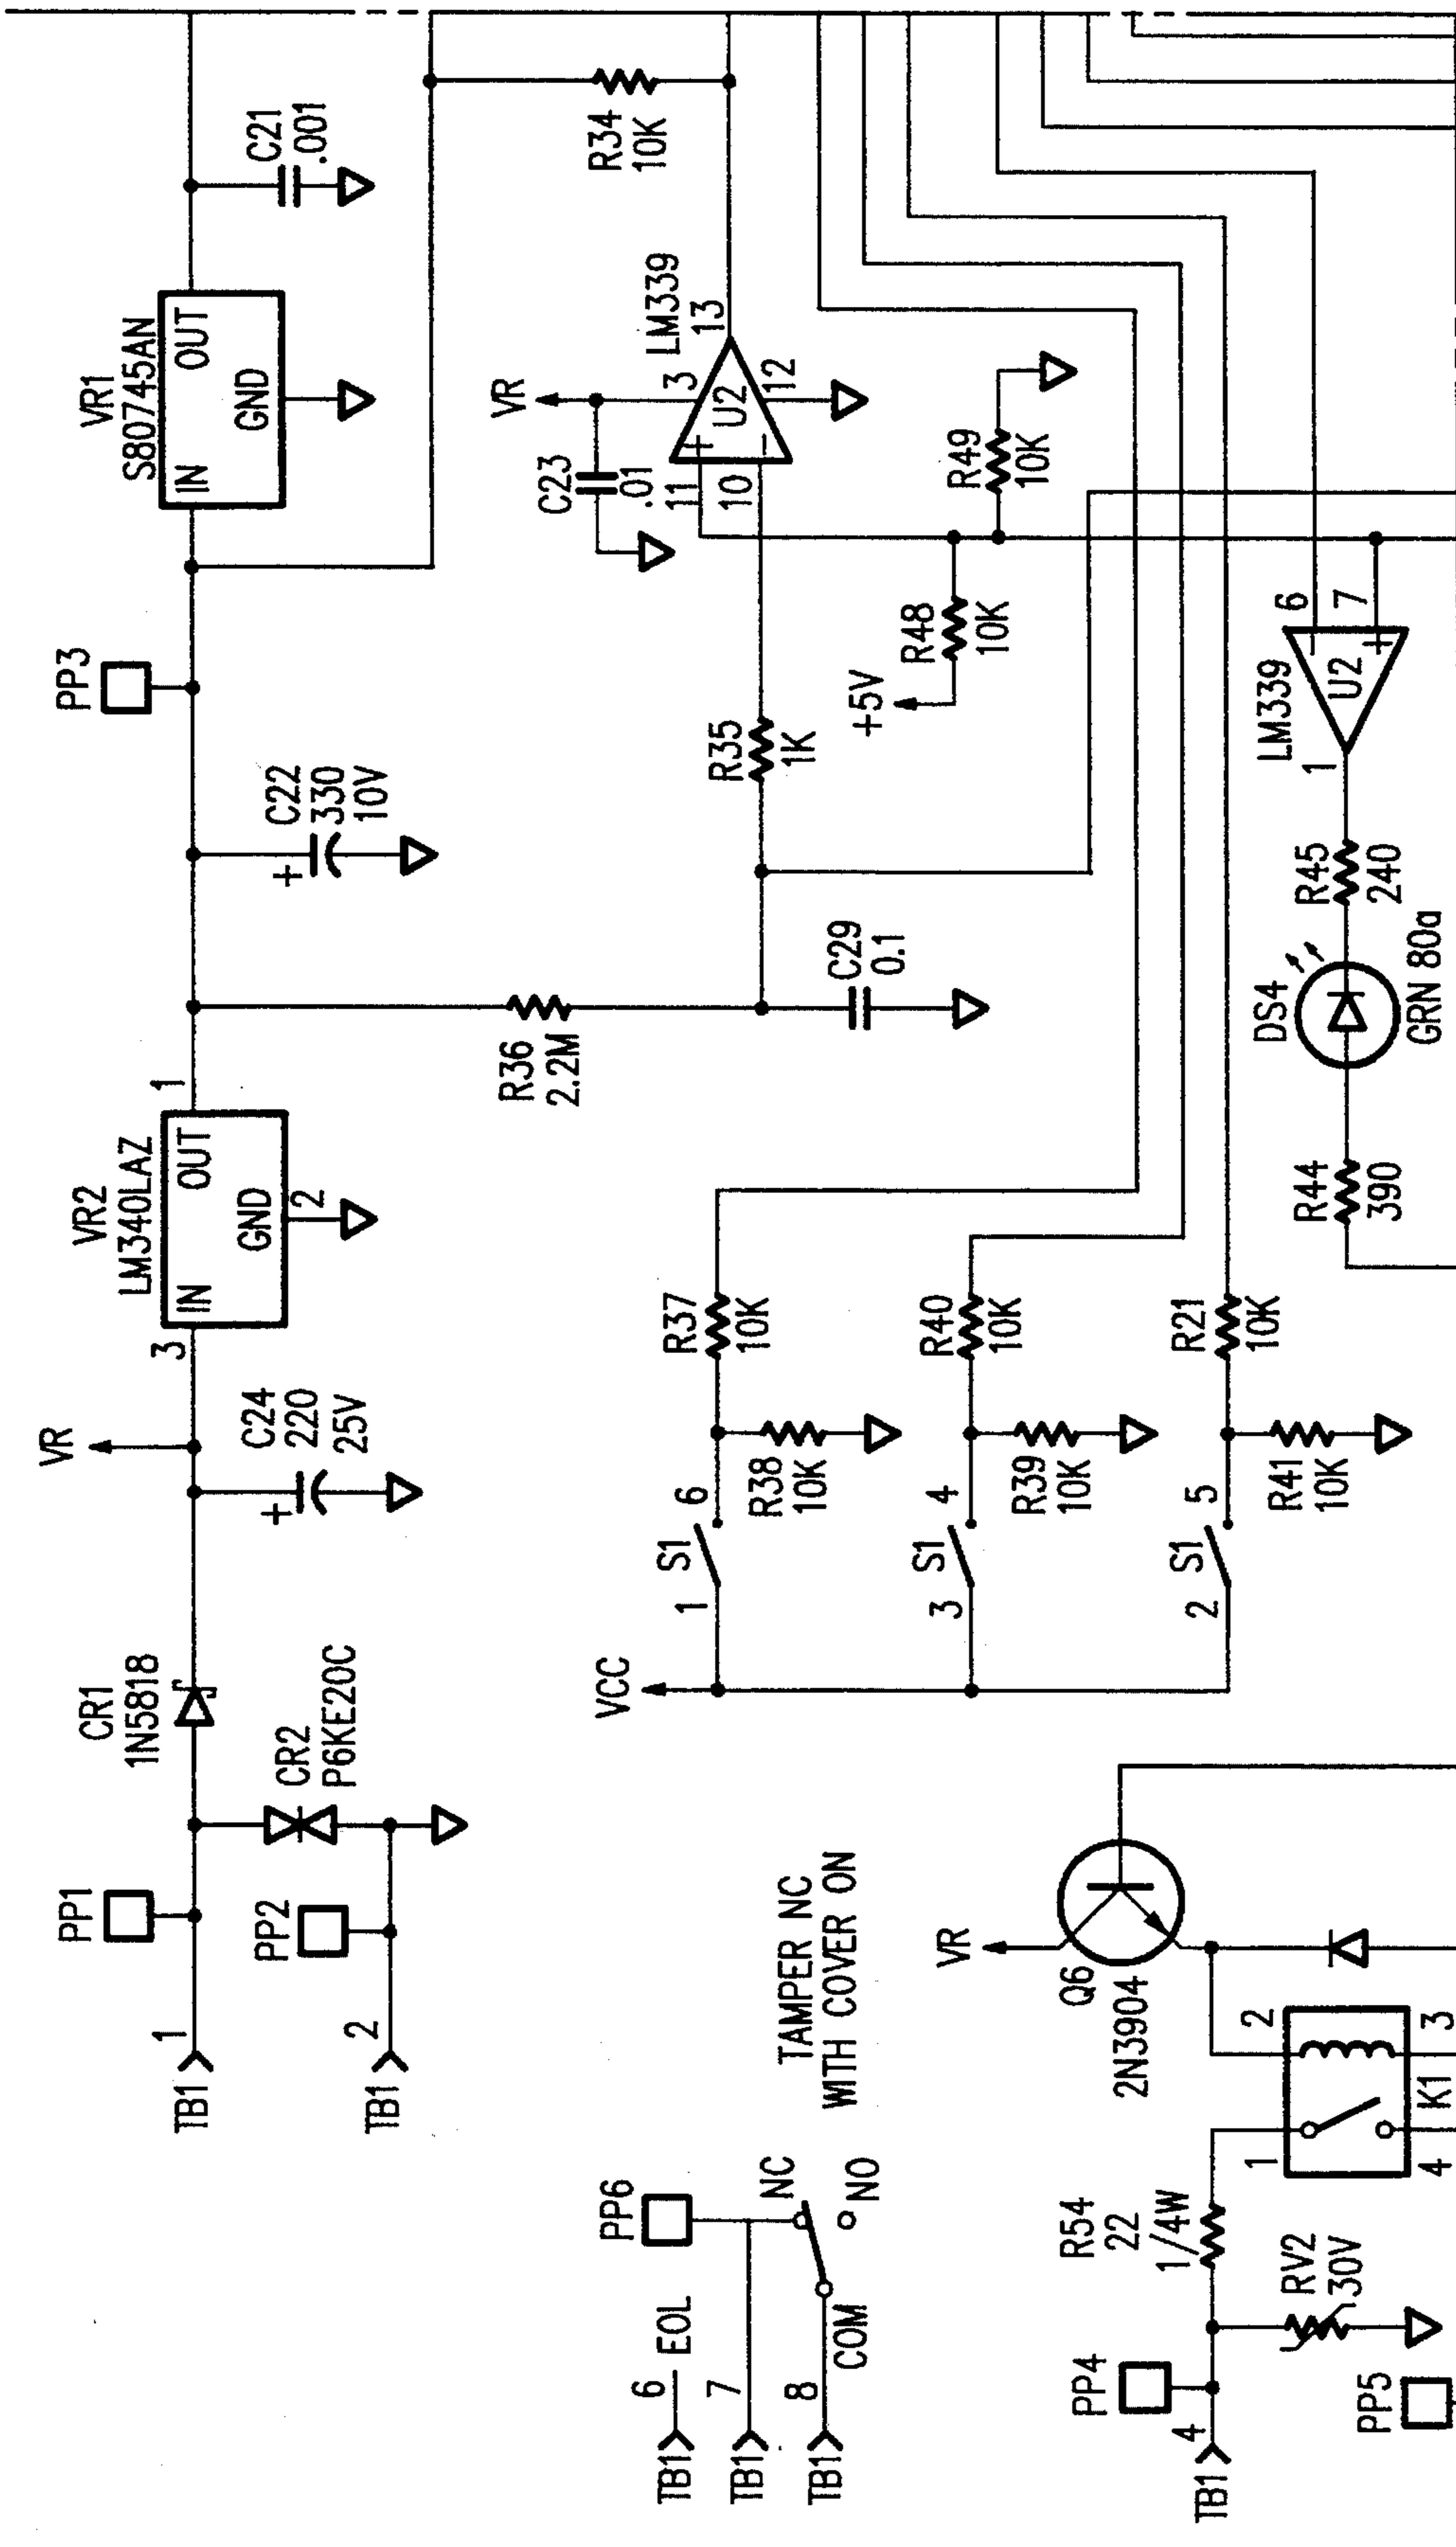 TB1
1
PP1
CR1
1N5818
CR2
P6KE20C
TB1
2
PP2
VR
C24
+
220
25V
VR2
LM340LAZ
3
IN
OUT
1
GND
2
C22
+
330
10V
PP3
VR1
S80745AN
IN
OUT
GND
C21
.001
R36
2.2M
C29
0.1
R35
1K
C23
.01
VR
LM339
3
11
+
10
-
U2
13
12
R34
10K
+5V
R48
10K
R49
10K
VCC
1
S1
6
R37
10K
R38
10K
3
S1
4
R40
10K
R39
10K
2
S1
5
R21
10K
R41
10K
R44
390
DS4
GRN 80a
R45
240
LM339
1
U2
-
+
6
7
TB1
6
EOL
TB1
7
PP6
NC
NO
TB1
8
COM
TAMPER NC
WITH COVER ON
TB1
4
PP4
R54
22
1/4W
RV2
30V
PP5
1
2
4
K1
3
VR
Q6
2N3904